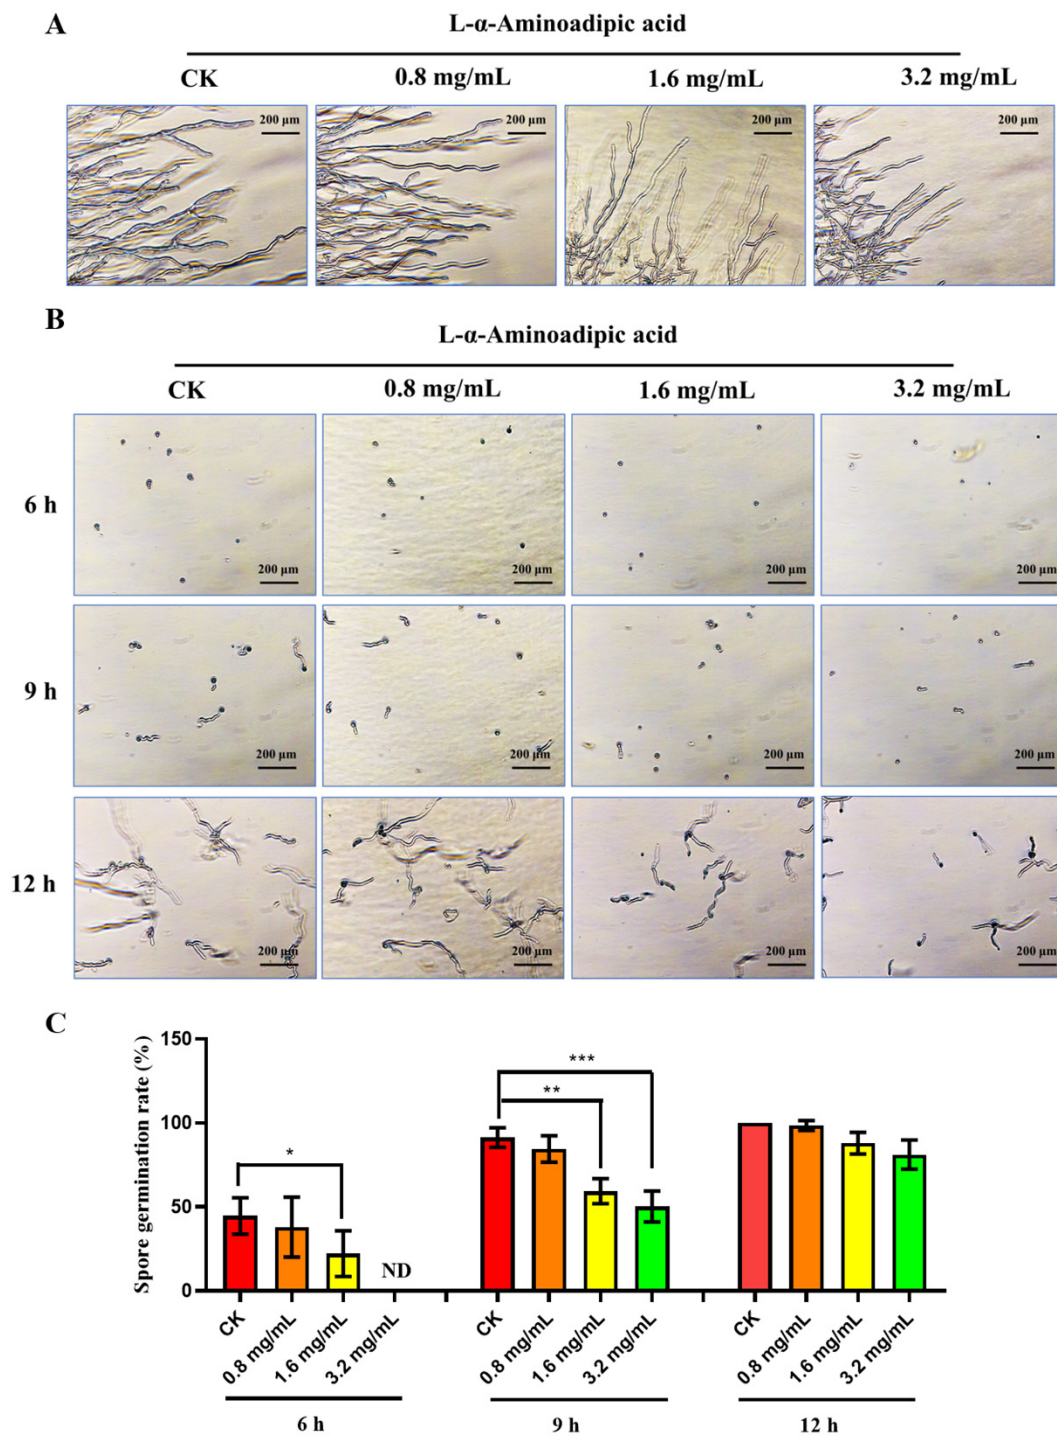 A
L-α-Aminoadipic acid
CK 0.8 mg/mL 1.6 mg/mL 3.2 mg/mL
200 μm 200 μm 200 μm 200 μm
B
L-α-Aminoadipic acid
CK 0.8 mg/mL 1.6 mg/mL 3.2 mg/mL
6 h
200 μm 200 μm 200 μm 200 μm
9 h
200 μm 200 μm 200 μm 200 μm
12 h
200 μm 200 μm 200 μm 200 μm
C
Spore germination rate (%)
150
100
50
0
*
ND
**
***
CK 0.8 mg/mL 1.6 mg/mL 3.2 mg/mL CK 0.8 mg/mL 1.6 mg/mL 3.2 mg/mL CK 0.8 mg/mL 1.6 mg/mL 3.2 mg/mL
6 h 9 h 12 h